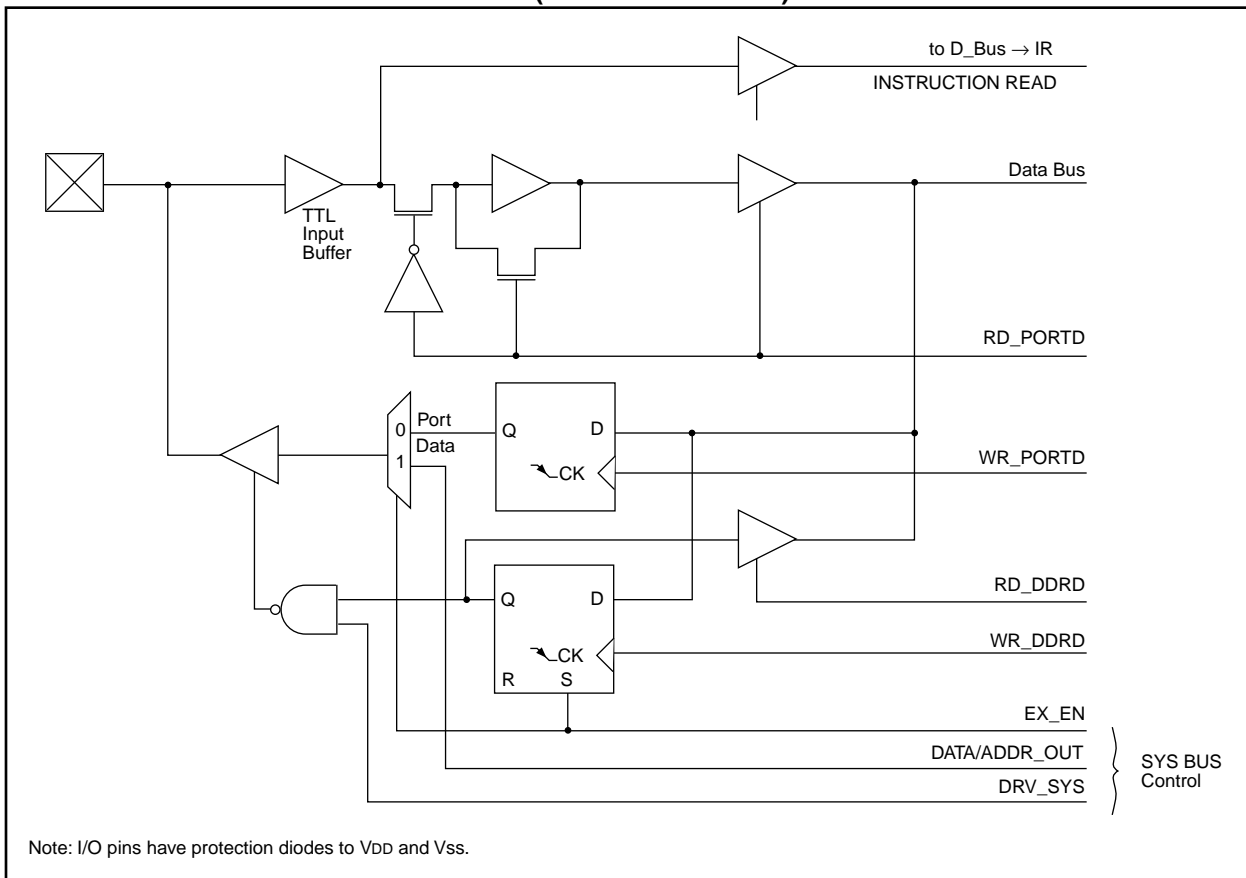 to D_Bus → IR
INSTRUCTION READ
Data Bus
TTL
Input
Buffer
RD_PORTD
0
Port
Data
1
Q
D
CK
WR_PORTD
Q
D
CK
R
S
RD_DDRD
WR_DDRD
EX_EN
DATA/ADDR_OUT
DRV_SYS
SYS BUS
Control
Note: I/O pins have protection diodes to VDD and Vss.